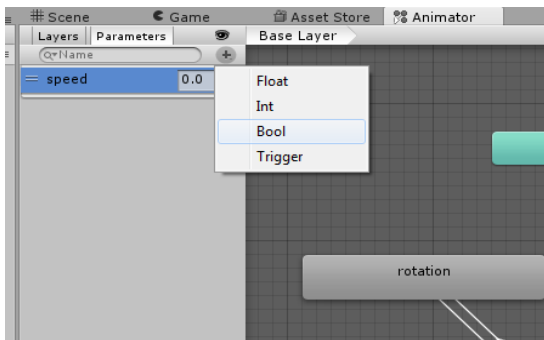 Scene Game Asset Store Animator
Layers Parameters Base Layer
Name
speed 0.0
Float
Int
Bool
Trigger
rotation